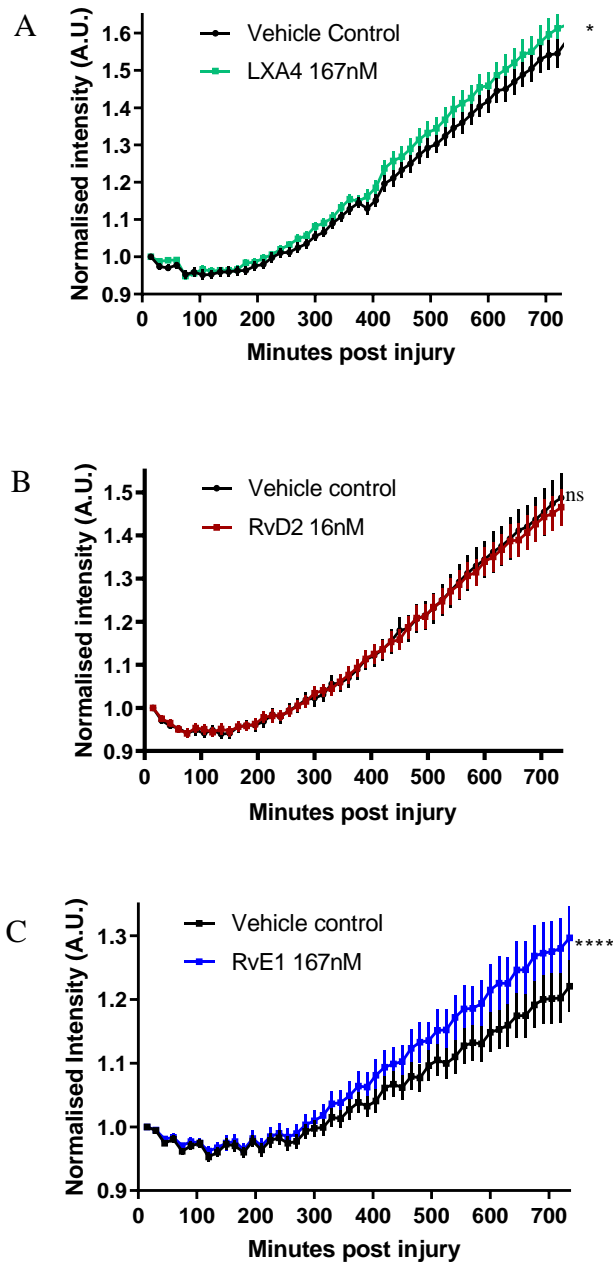 A
Normalised intensity (A.U.)
1.6
1.5
1.4
1.3
1.2
1.1
1.0
0.9
Vehicle Control
LXA4 167nM
*
0 100 200 300 400 500 600 700
Minutes post injury
B
Normalised intensity (A.U.)
1.5
1.4
1.3
1.2
1.1
1.0
0.9
Vehicle control
RvD2 16nM
ns
0 100 200 300 400 500 600 700
Minutes post injury
C
Normalised Intensity (A.U.)
1.3
1.2
1.1
1.0
0.9
Vehicle control
RvE1 167nM
****
0 100 200 300 400 500 600 700
Minutes post injury